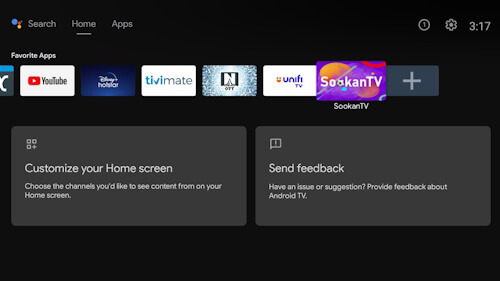 Search Home Apps 1 3:17
Favorite Apps
YouTube Disney+ hotstar tivimate N OTT unifi TV SooKanTV
SooKanTV
Customize your Home screen
Choose the channels you'd like to see content from on your
Home screen.
Send feedback
Have an issue or suggestion? Provide feedback about
Android TV.